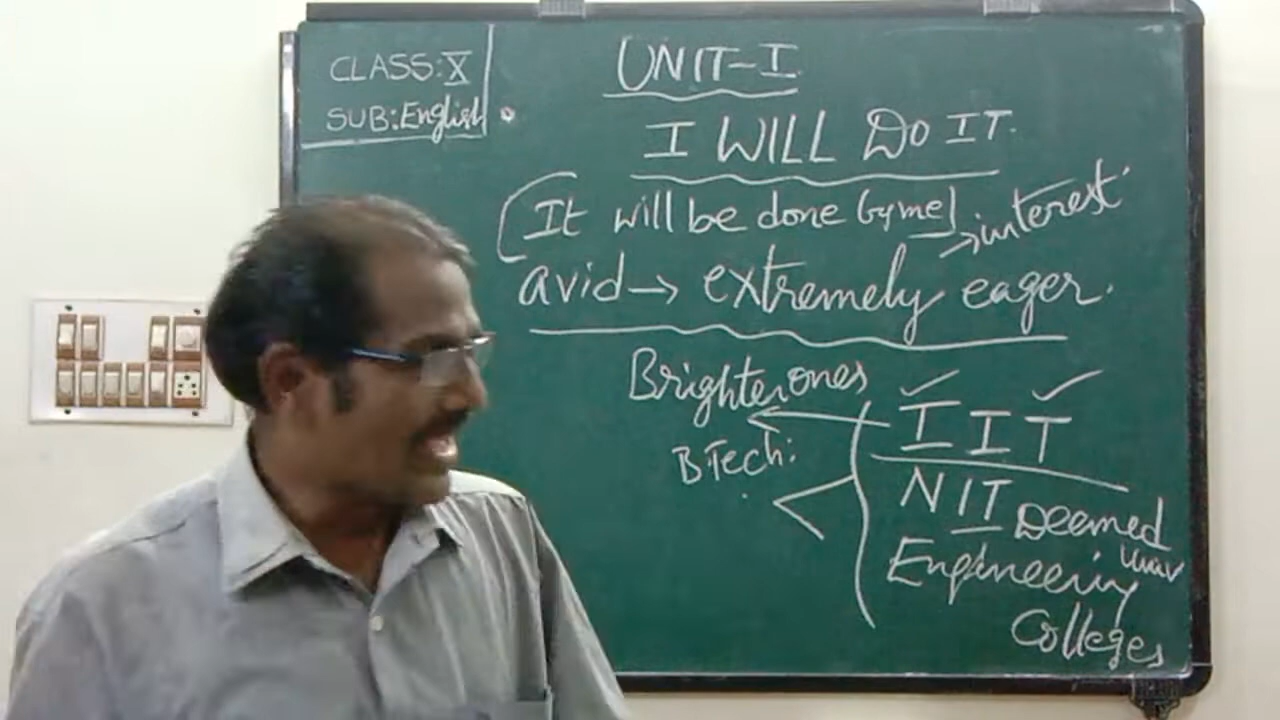 CLASS: X
SUB: English
UNIT-I
I WILL DO IT.
(It will be done by me)
→ interest
avid → extremely eager.
Brighter ones
BTech:
IIT
NIT Deemed
Univ
Engineering
Colleges